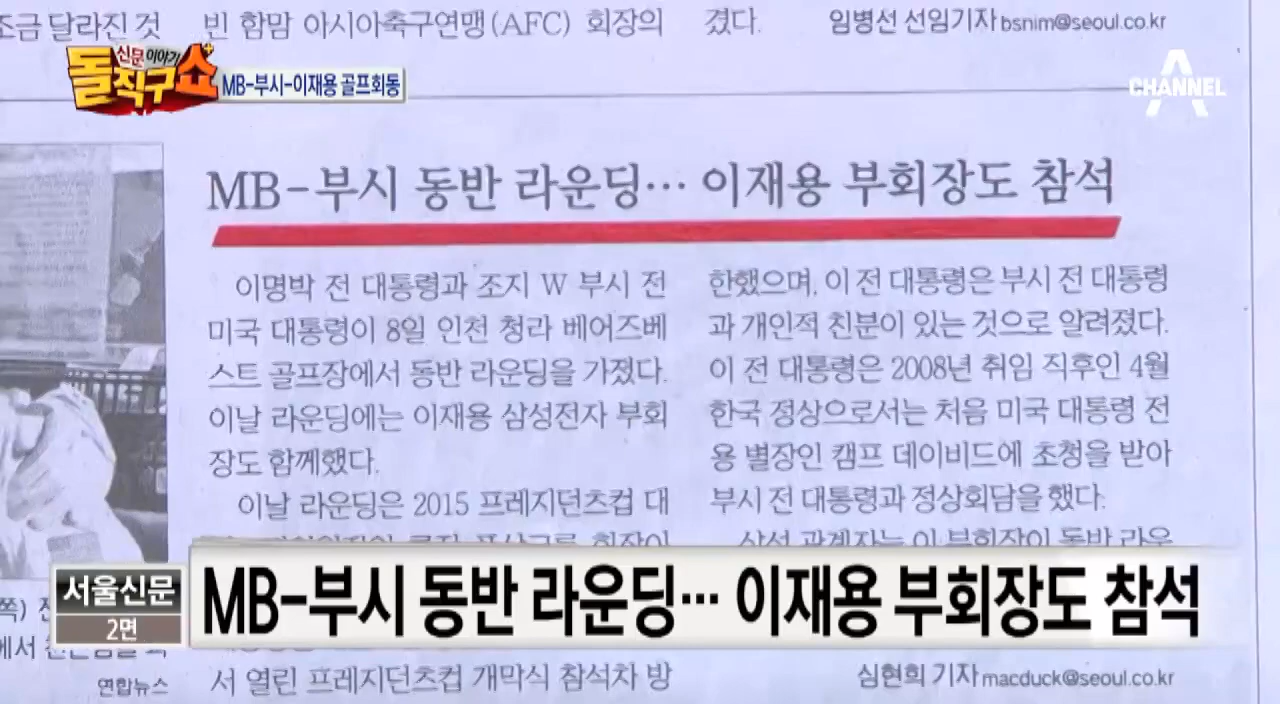 조금 달라진 것
빈 함맘 아시아축구연맹(AFC) 회장의
겼다.
임병선 선임기자 bsnim@seoul.co.kr
신문이야기
돌직구쇼+
MB-부시-이재용 골프회동
CHANNEL A
MB-부시 동반 라운딩… 이재용 부회장도 참석
이명박 전 대통령과 조지 W 부시 전
미국 대통령이 8일 인천 청라 베어즈베
스트 골프장에서 동반 라운딩을 가졌다.
이날 라운딩에는 이재용 삼성전자 부회
장도 함께했다.
이날 라운딩은 2015 프레지던츠컵 대
서 열린 프레지던츠컵 개막식 참석차 방
한했으며, 이 전 대통령은 부시 전 대통령
과 개인적 친분이 있는 것으로 알려졌다.
이 전 대통령은 2008년 취임 직후인 4월
한국 정상으로서는 처음 미국 대통령 전
용 별장인 캠프 데이비드에 초청을 받아
부시 전 대통령과 정상회담을 했다.
삼성 관계자는 이 부회장이 동반 라운
심현희 기자 macduck@seoul.co.kr
연합뉴스
서울신문
2면
MB-부시 동반 라운딩… 이재용 부회장도 참석